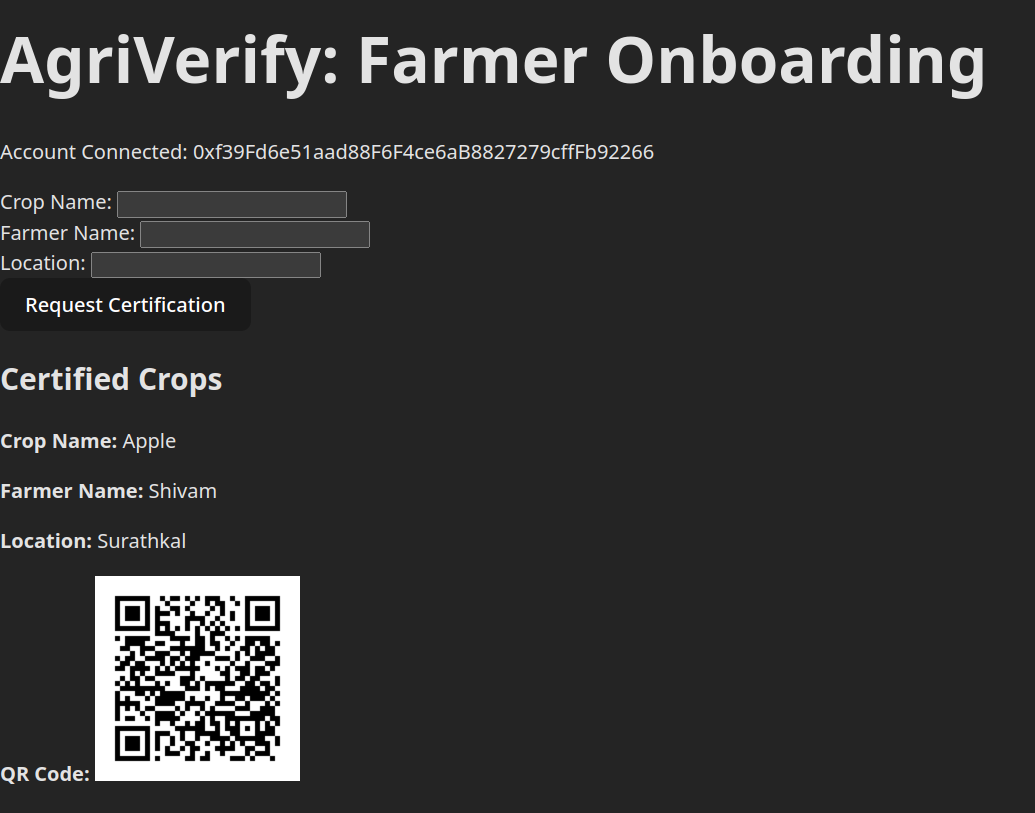 AgriVerify: Farmer Onboarding
Account Connected: 0xf39Fd6e51aad88F6F4ce6aB8827279cffFb92266
Crop Name:
Farmer Name:
Location:
Request Certification
Certified Crops
Crop Name: Apple
Farmer Name: Shivam
Location: Surathkal
QR Code: